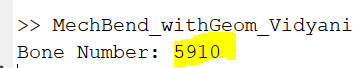 >> MechBend_withGeom_Vidyani
Bone Number: 5910